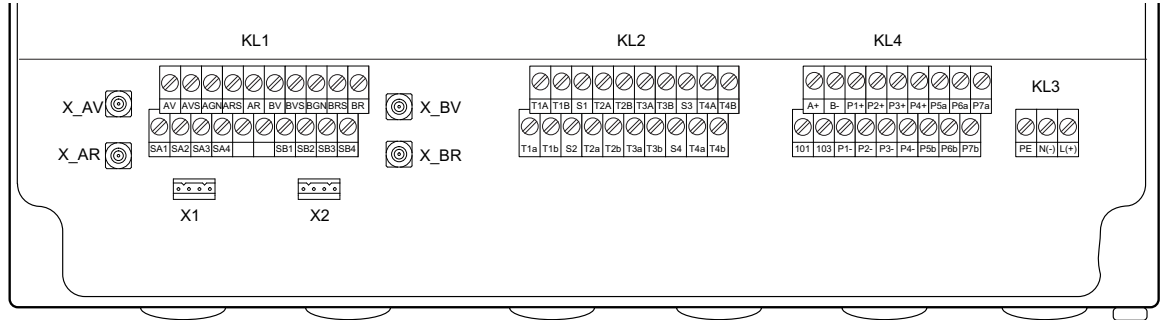 KL1 KL2 KL4
KL3
X_AV AV AVS AGN ARS AR BV BVS BGN BRS BR X_BV
T1A T1B S1 T2A T2B T3A T3B S3 T4A T4B
A+ B- P1+ P2+ P3+ P4+ P5a P6a P7a
X_AR SA1 SA2 SA3 SA4 SB1 SB2 SB3 SB4 X_BR
T1a T1b S2 T2a T2b T3a T3b S4 T4a T4b
101 103 P1- P2- P3- P4- P5b P6b P7b
PE N(-) L(+)
X1 X2